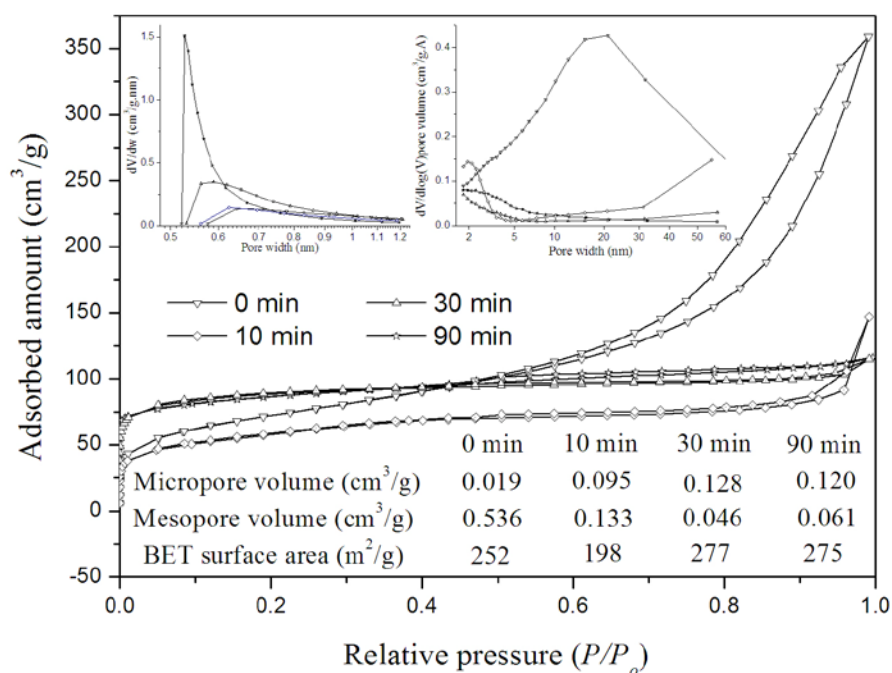 350
300
250
200
150
100
50
0
-50
Adsorbed amount (cm³/g)
0.0 0.2 0.4 0.6 0.8 1.0
Relative pressure (P/Pₒ)
1.5
1.0
0.5
0.0
dV/dw (cm³/g.nm)
0.5 0.6 0.7 0.8 0.9 1 1.1 1.2
Pore width (nm)
0.4
0.2
0.0
dV/dlog(V)pore volume (cm³/g.A)
2 5 10 20 40 60
Pore width (nm)
0 min 30 min
10 min 90 min
0 min 10 min 30 min 90 min
Micropore volume (cm³/g) 0.019 0.095 0.128 0.120
Mesopore volume (cm³/g) 0.536 0.133 0.046 0.061
BET surface area (m²/g) 252 198 277 275